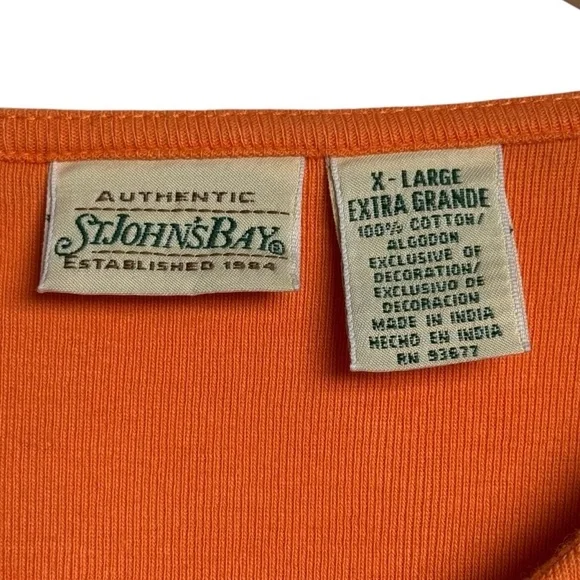 AUTHENTIC
ST. JOHN'S BAY®
ESTABLISHED 1984
X-LARGE
EXTRA GRANDE
100% COTTON/
ALGODON
EXCLUSIVE OF
DECORATION/
EXCLUSIVO DE
DECORACION
MADE IN INDIA
HECHO EN INDIA
RN 93677